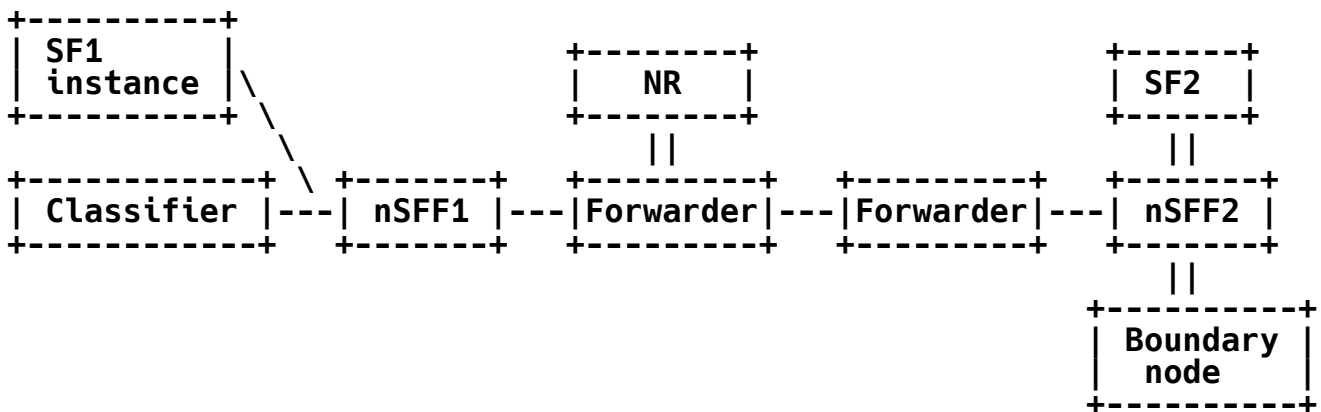 SF1
instance
NR
SF2
Classifier
nSFF1
Forwarder
Forwarder
nSFF2
Boundary
node